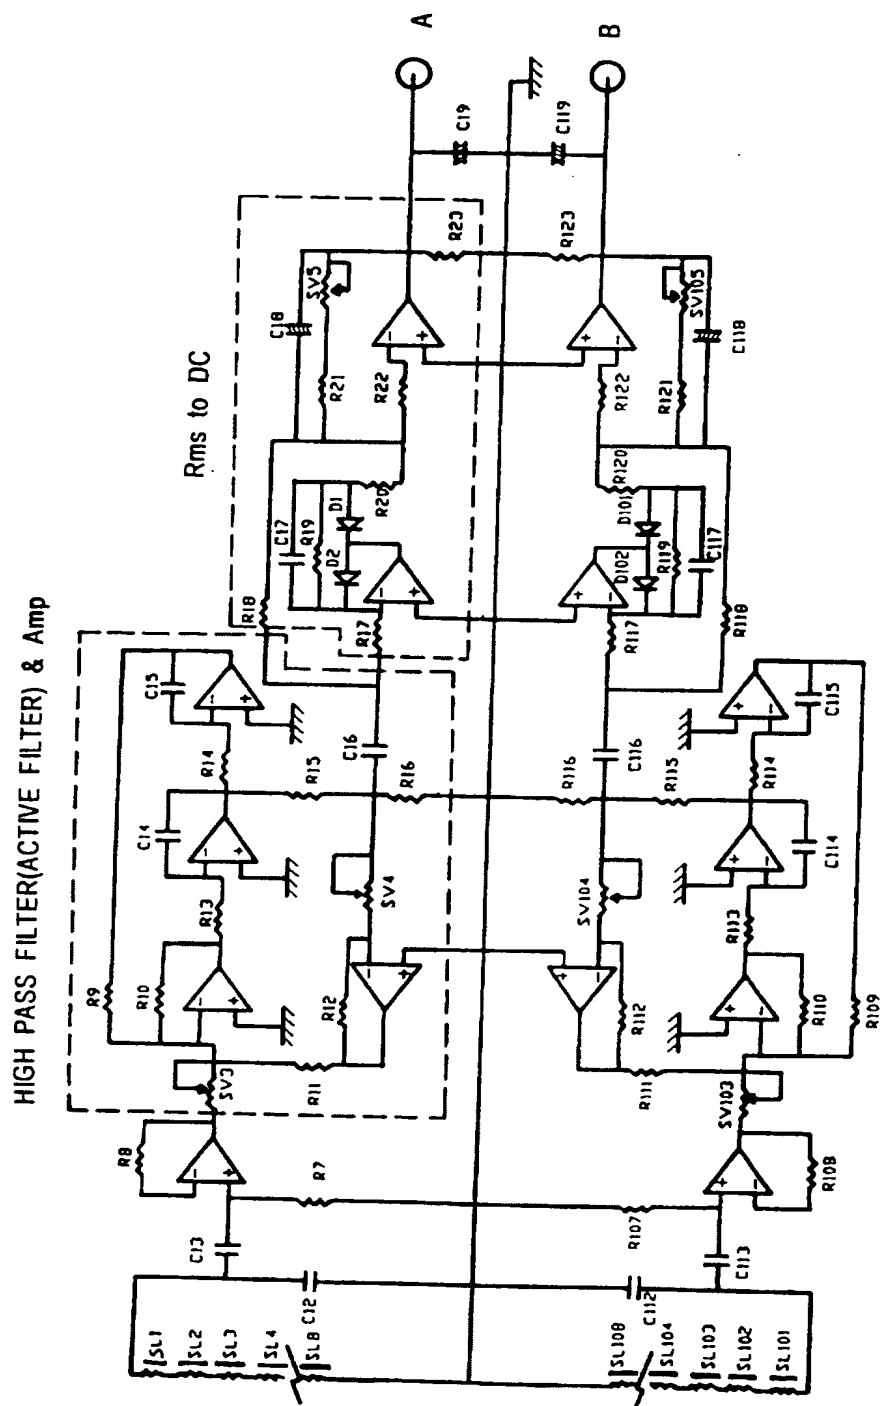 HIGH PASS FILTER(ACTIVE FILTER) & Amp
Rms to DC
A
B
C19
C119
R23
R123
SV5
SV105
C18
C118
R21
R22
R122
R121
R20
R120
D1
D2
D101
D102
C17
R19
R119
C117
R18
R17
R117
R118
C15
C115
R14
R114
C16
C116
R15
R16
R116
R115
C14
C114
SV4
SV104
R13
R113
R9
R10
R12
R112
R110
R109
SV3
R11
R111
SV103
R8
R108
R7
R107
C13
C113
C12
C112
SL1
SL2
SL3
SL4
SL8
SL108
SL104
SL103
SL102
SL101
- + - + - + - +
- + - + - + - +
- + - + - + - +
- + - +